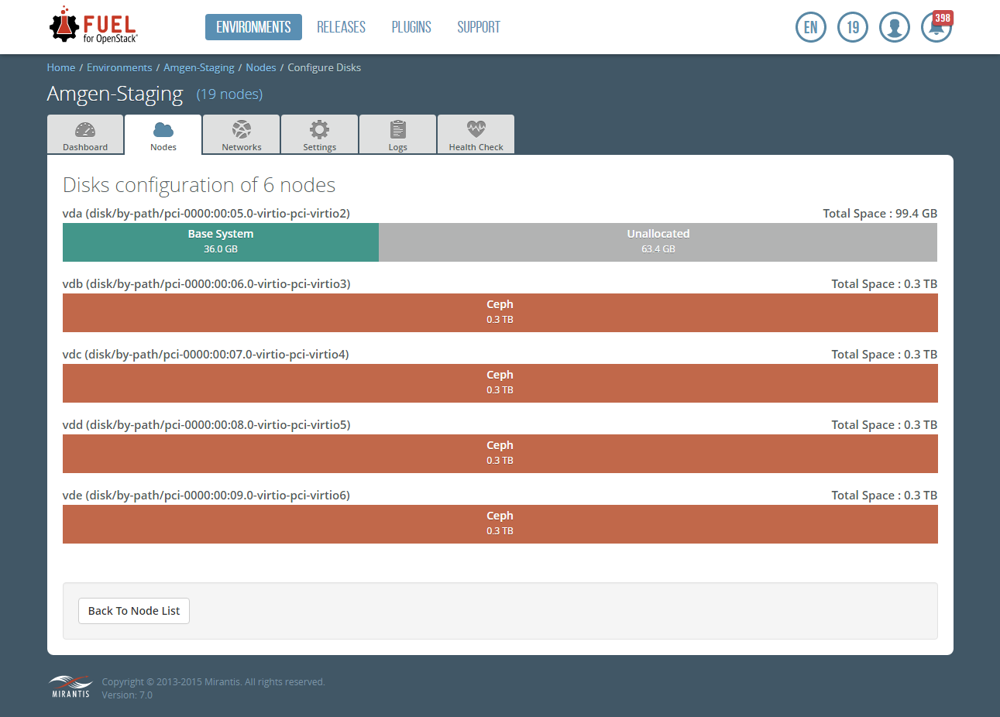 FUEL
for OpenStack
ENVIRONMENTS RELEASES PLUGINS SUPPORT
EN 19 398
Home / Environments / Amgen-Staging / Nodes / Configure Disks
Amgen-Staging (19 nodes)
Dashboard Nodes Networks Settings Logs Health Check
Disks configuration of 6 nodes
vda (disk/by-path/pci-0000:00:05.0-virtio-pci-virtio2) Total Space : 99.4 GB
Base System Unallocated
36.0 GB 63.4 GB
vdb (disk/by-path/pci-0000:00:06.0-virtio-pci-virtio3) Total Space : 0.3 TB
Ceph
0.3 TB
vdc (disk/by-path/pci-0000:00:07.0-virtio-pci-virtio4) Total Space : 0.3 TB
Ceph
0.3 TB
vdd (disk/by-path/pci-0000:00:08.0-virtio-pci-virtio5) Total Space : 0.3 TB
Ceph
0.3 TB
vde (disk/by-path/pci-0000:00:09.0-virtio-pci-virtio6) Total Space : 0.3 TB
Ceph
0.3 TB
Back To Node List
MIRANTIS
Copyright © 2013-2015 Mirantis. All rights reserved.
Version: 7.0